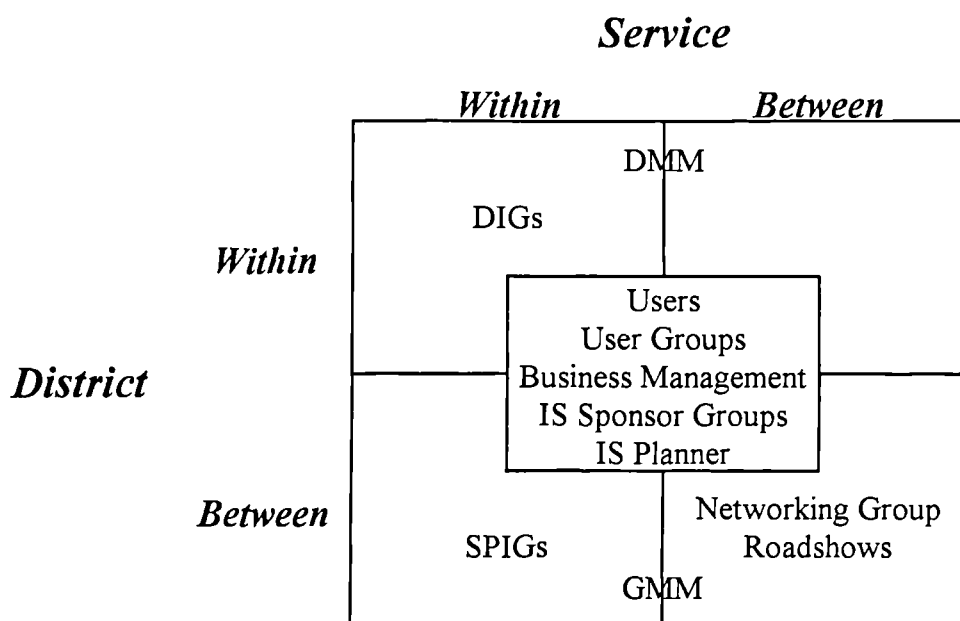 Service
Within
Between
DMM
DIGs
Within
Users
User Groups
Business Management
IS Sponsor Groups
IS Planner
District
Between
Networking Group
Roadshows
SPIGs
GMM